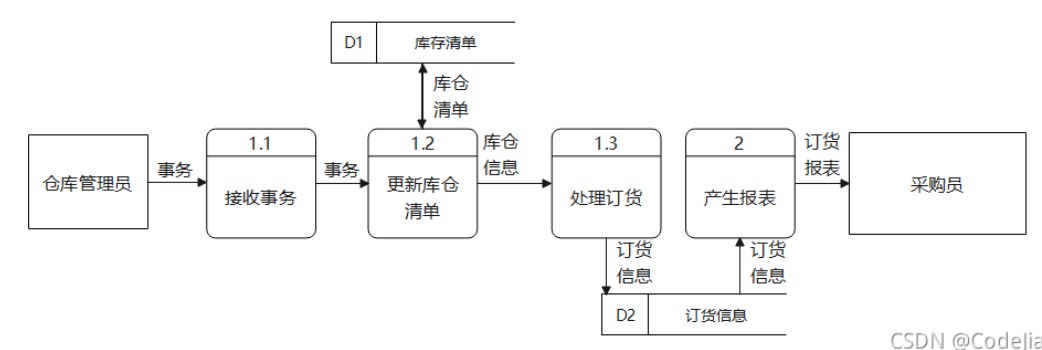 D1
库存清单
库仓
清单
1.1
1.2
库仓
信息
1.3
2
订货
报表
仓库管理员
事务
接收事务
事务
更新库仓
清单
处理订货
产生报表
采购员
订货
信息
订货
信息
D2
订货信息
CSDN @Codelia